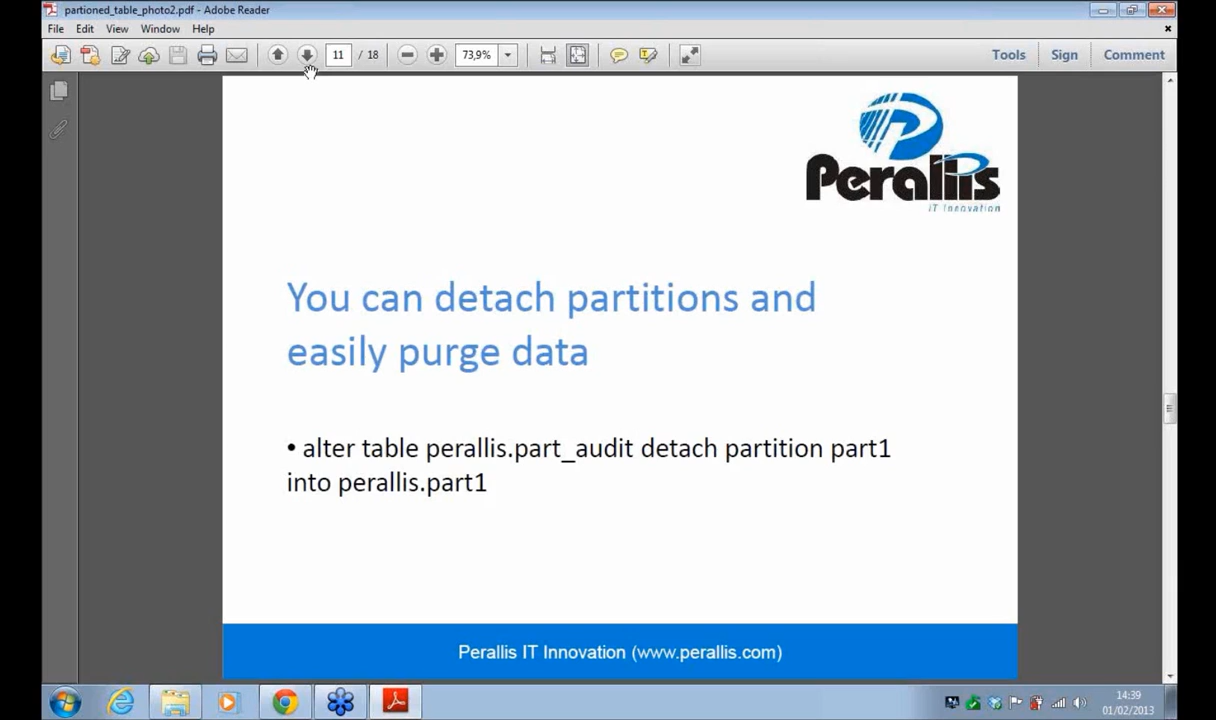 partioned_table_photo2.pdf - Adobe Reader
File Edit View Window Help
11 / 18 73,9% Tools Sign Comment
Perallis
IT Innovation
You can detach partitions and
easily purge data
• alter table perallis.part_audit detach partition part1
into perallis.part1
Perallis IT Innovation (www.perallis.com)
14:39
01/02/2013